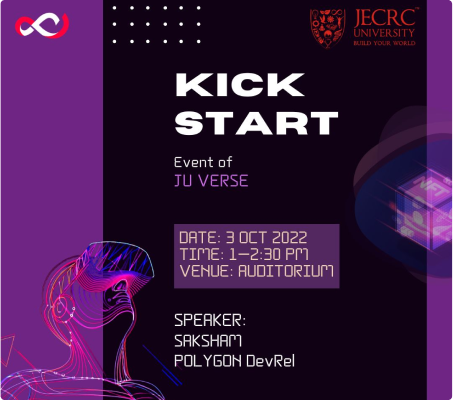 JECRC
UNIVERSITY
BUILD YOUR WORLD
KICK
START
Event of
JU VERSE
DATE: 3 OCT 2022
TIME: 1–2:30 PM
VENUE: AUDITORIUM
NFT
SPEAKER:
SAKSHAM
POLYGON DevRel